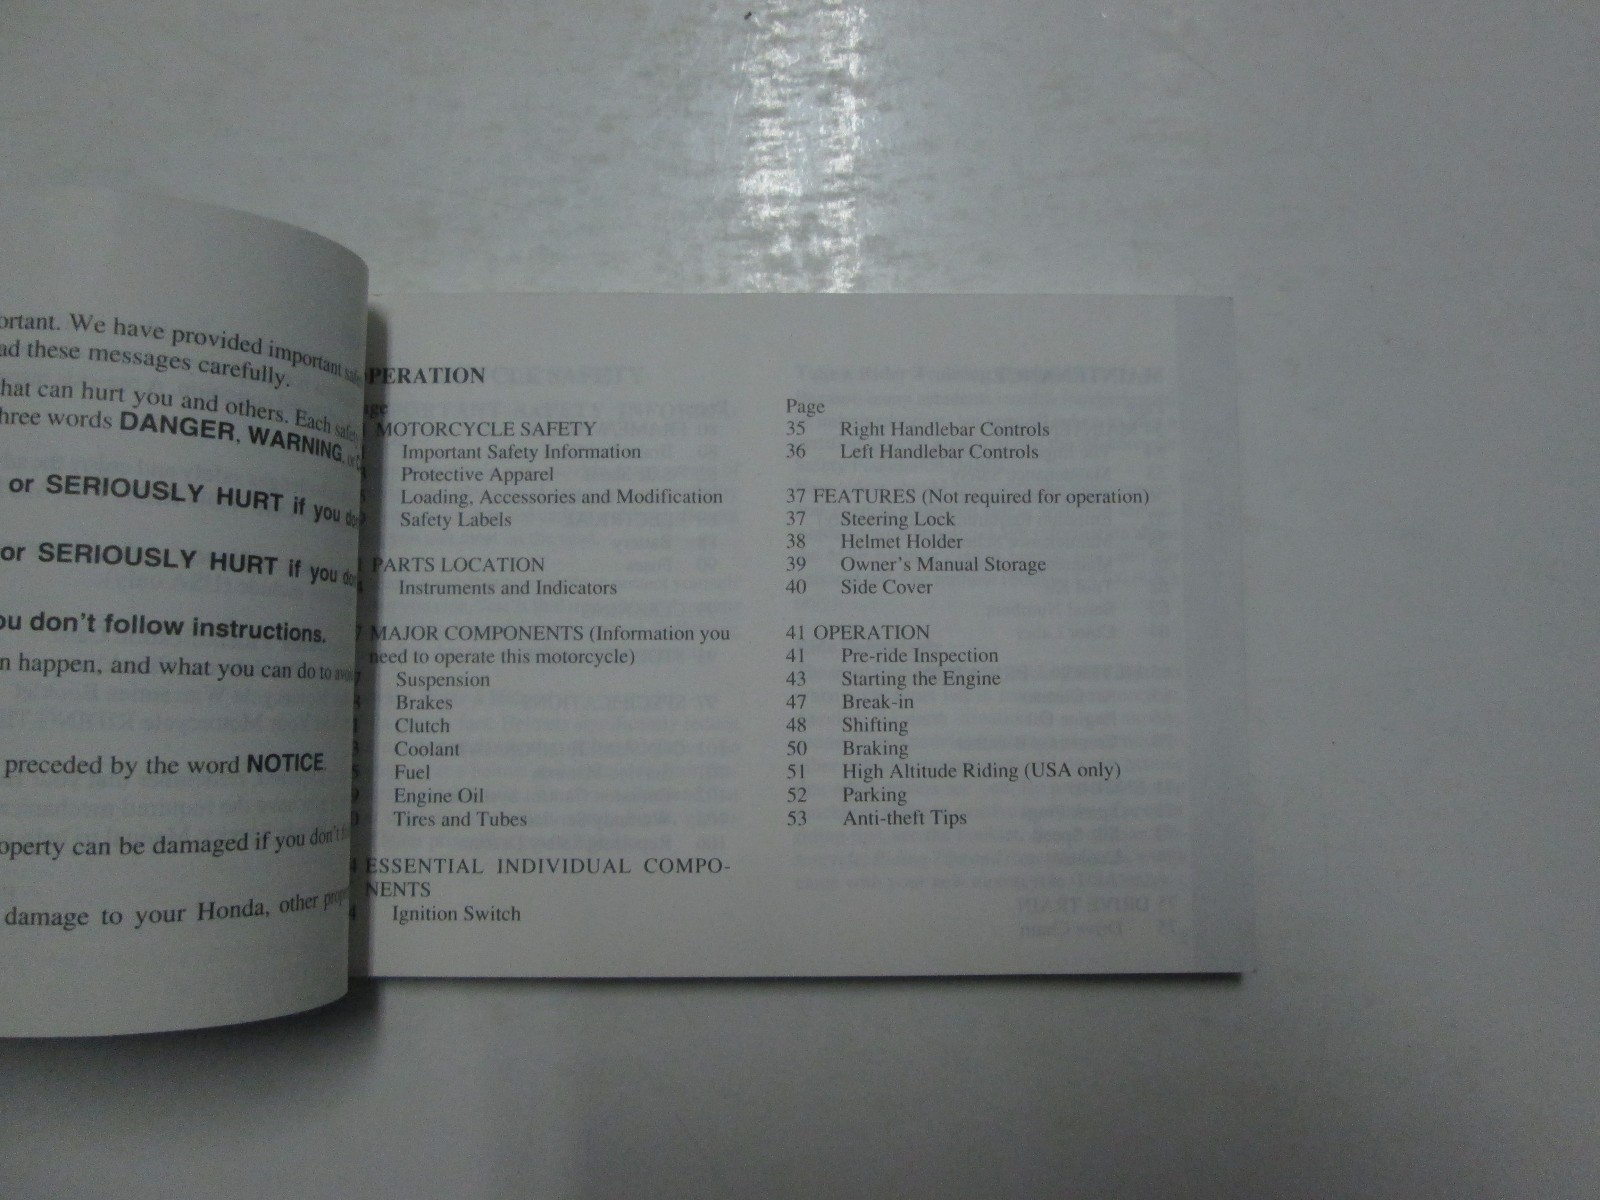 ortant. We have provided important
ad these messages carefully.
hat can hurt you and others. Each
hree words DANGER, WARNING, or
or SERIOUSLY HURT if you
or SERIOUSLY HURT if you
ou don't follow instructions.
n happen, and what you can do to
preceded by the word NOTICE.
operty can be damaged if you don't
damage to your Honda, other
PERATION
ge
MOTORCYCLE SAFETY
Important Safety Information
Protective Apparel
Loading, Accessories and Modification
Safety Labels
PARTS LOCATION
Instruments and Indicators
MAJOR COMPONENTS (Information you
need to operate this motorcycle)
Suspension
Brakes
Clutch
Coolant
Fuel
Engine Oil
Tires and Tubes
ESSENTIAL INDIVIDUAL COMPO-
NENTS
Ignition Switch
Page
35 Right Handlebar Controls
36 Left Handlebar Controls
37 FEATURES (Not required for operation)
37 Steering Lock
38 Helmet Holder
39 Owner's Manual Storage
40 Side Cover
41 OPERATION
41 Pre-ride Inspection
43 Starting the Engine
47 Break-in
48 Shifting
50 Braking
51 High Altitude Riding (USA only)
52 Parking
53 Anti-theft Tips